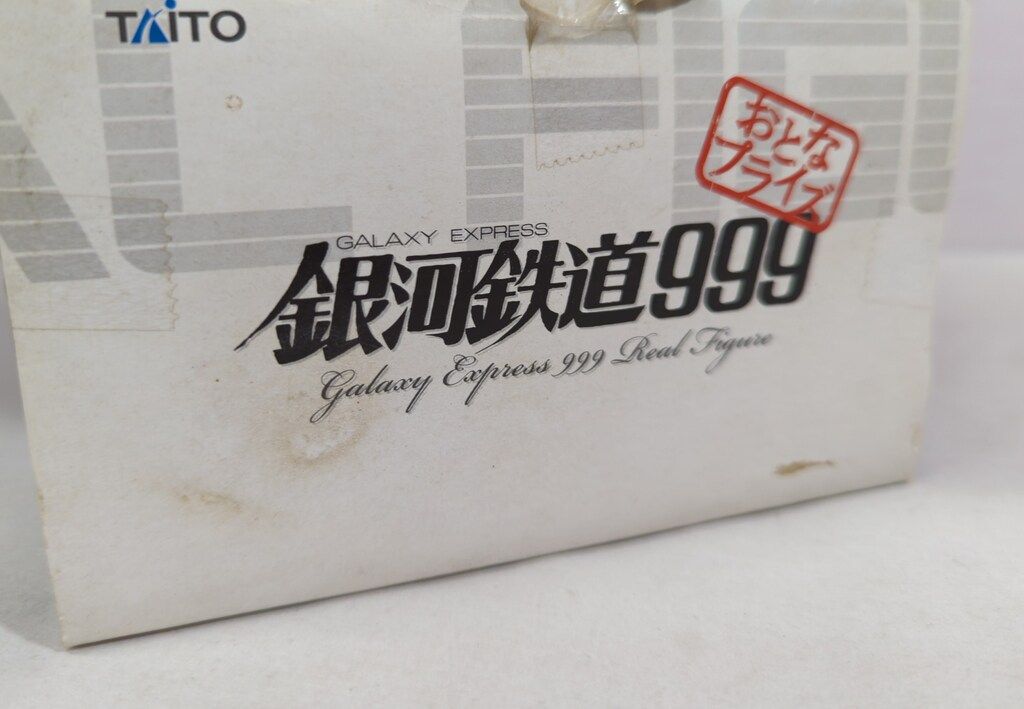 TAITO
おとな
プライズ
GALAXY EXPRESS
銀河鉄道999
Galaxy Express 999 Real Figure